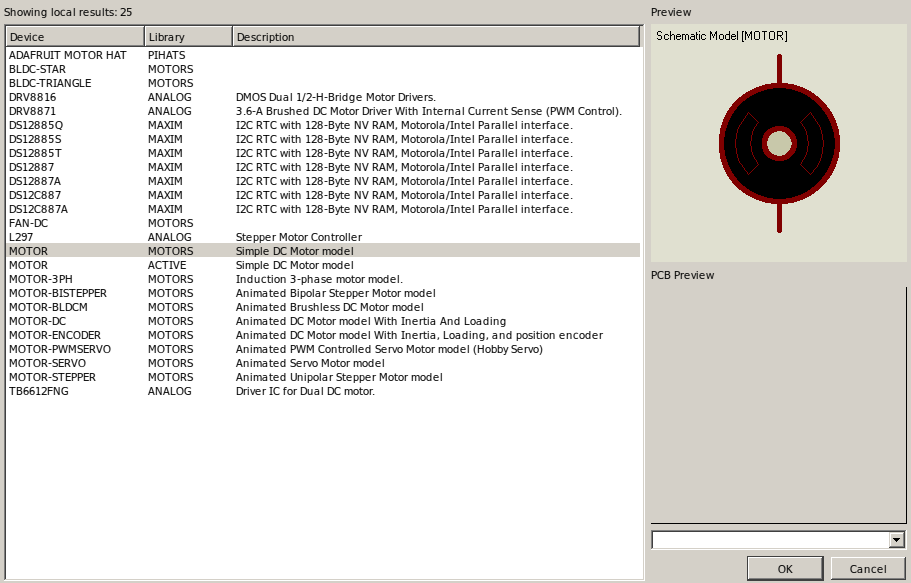 Showing local results: 25
Device Library Description
ADAFRUIT MOTOR HAT PIHATS
BLDC-STAR MOTORS
BLDC-TRIANGLE MOTORS
DRV8816 ANALOG DMOS Dual 1/2-H-Bridge Motor Drivers.
DRV8871 ANALOG 3.6-A Brushed DC Motor Driver With Internal Current Sense (PWM Control).
DS12885Q MAXIM I2C RTC with 128-Byte NV RAM, Motorola/Intel Parallel interface.
DS12885S MAXIM I2C RTC with 128-Byte NV RAM, Motorola/Intel Parallel interface.
DS12885T MAXIM I2C RTC with 128-Byte NV RAM, Motorola/Intel Parallel interface.
DS12887 MAXIM I2C RTC with 128-Byte NV RAM, Motorola/Intel Parallel interface.
DS12887A MAXIM I2C RTC with 128-Byte NV RAM, Motorola/Intel Parallel interface.
DS12C887 MAXIM I2C RTC with 128-Byte NV RAM, Motorola/Intel Parallel interface.
DS12C887A MAXIM I2C RTC with 128-Byte NV RAM, Motorola/Intel Parallel interface.
FAN-DC MOTORS
L297 ANALOG Stepper Motor Controller
MOTOR MOTORS Simple DC Motor model
MOTOR ACTIVE Simple DC Motor model
MOTOR-3PH MOTORS Induction 3-phase motor model.
MOTOR-BISTEPPER MOTORS Animated Bipolar Stepper Motor model
MOTOR-BLDCM MOTORS Animated Brushless DC Motor model
MOTOR-DC MOTORS Animated DC Motor model With Inertia And Loading
MOTOR-ENCODER MOTORS Animated DC Motor model With Inertia, Loading, and position encoder
MOTOR-PWMSERVO MOTORS Animated PWM Controlled Servo Motor model (Hobby Servo)
MOTOR-SERVO MOTORS Animated Servo Motor model
MOTOR-STEPPER MOTORS Animated Unipolar Stepper Motor model
TB6612FNG ANALOG Driver IC for Dual DC motor.
Preview
Schematic Model [MOTOR]
PCB Preview
OK Cancel